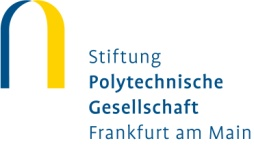 Stiftung
Polytechnische
Gesellschaft
Frankfurt am Main